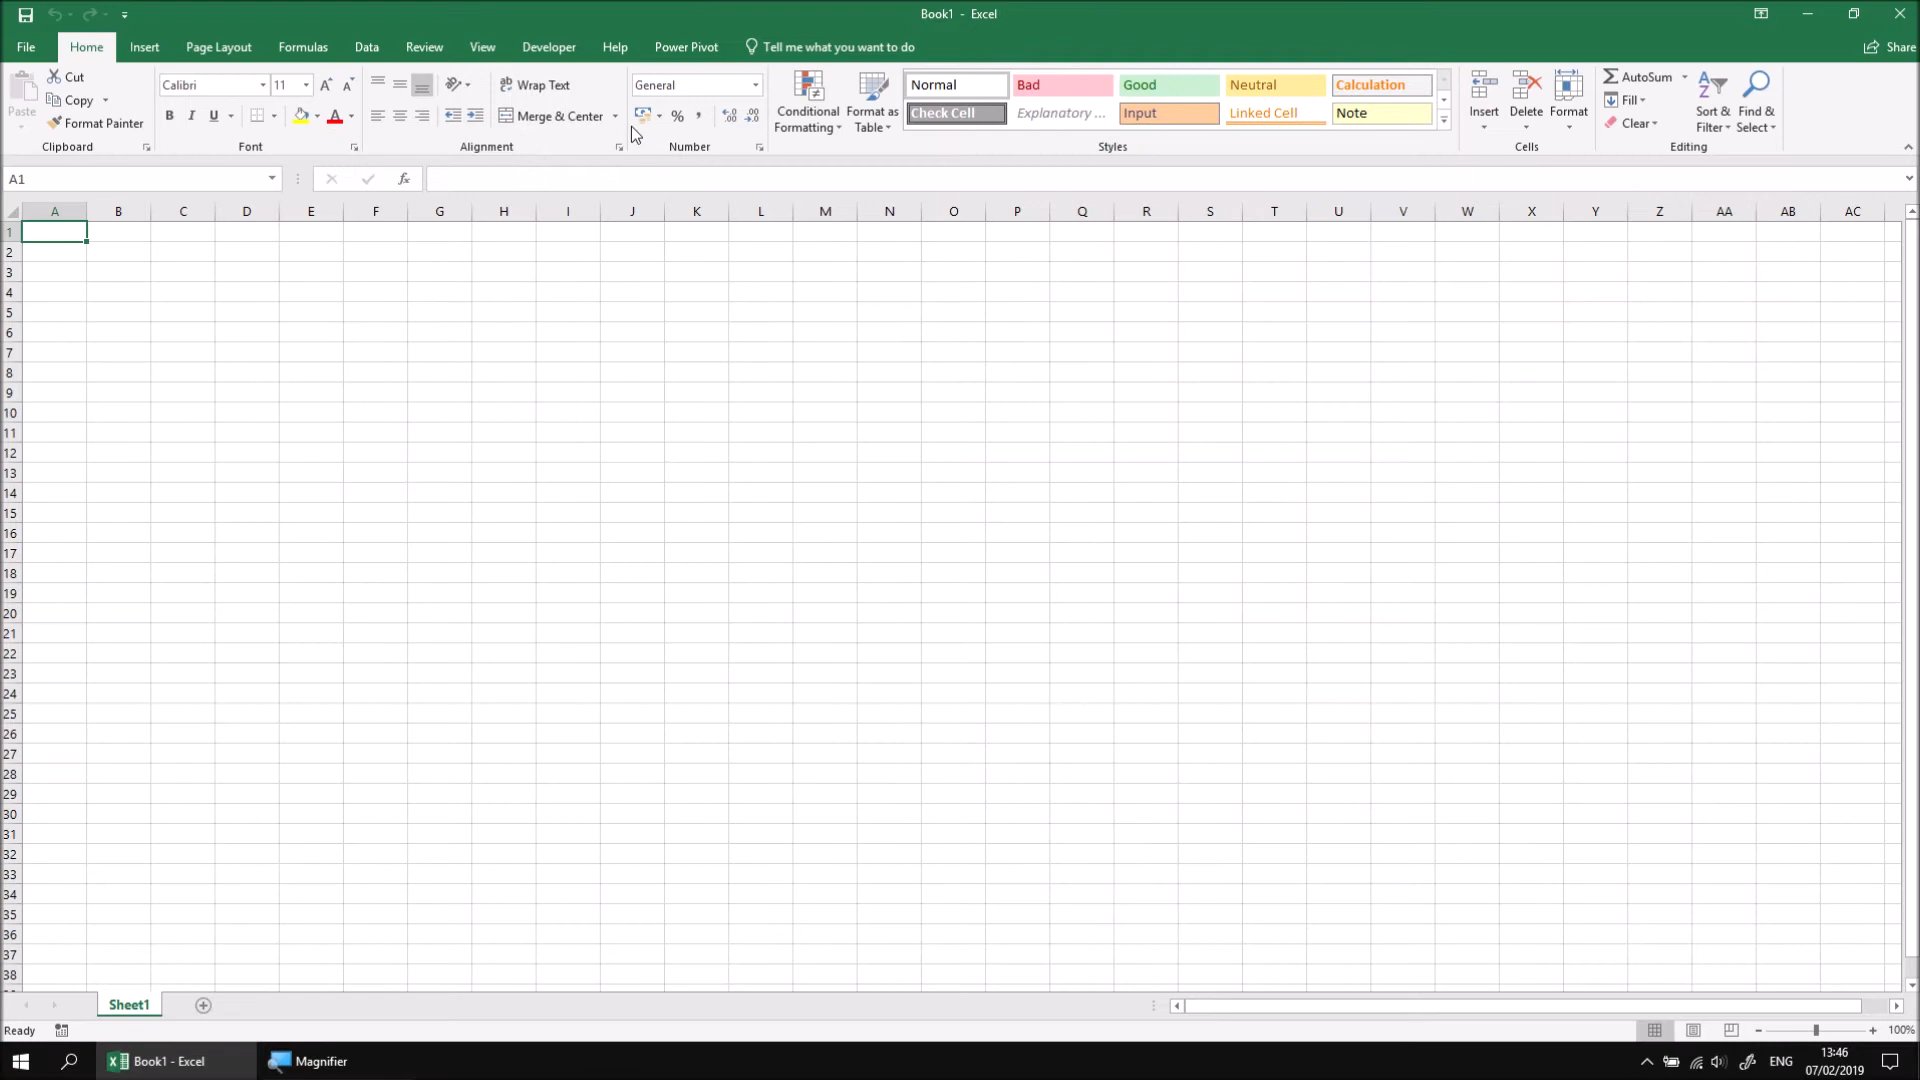 Book1 - Excel
File Home Insert Page Layout Formulas Data Review View Developer Help Power Pivot Tell me what you want to do Share
Paste
Cut
Copy
Format Painter
Clipboard
Calibri 11
B I U
Font
Wrap Text
Merge & Center
Alignment
General
%
Number
Conditional Formatting
Format as Table
Normal Bad Good Neutral Calculation
Check Cell Explanatory ... Input Linked Cell Note
Styles
Insert Delete Format
Cells
AutoSum
Fill
Clear
Sort & Filter
Find & Select
Editing
A1 fx
A B C D E F G H I J K L M N O P Q R S T U V W X Y Z AA AB AC
1
2
3
4
5
6
7
8
9
10
11
12
13
14
15
16
17
18
19
20
21
22
23
24
25
26
27
28
29
30
31
32
33
34
35
36
37
38
Sheet1
Ready 100%
Book1 - Excel Magnifier ENG 13:46
07/02/2019